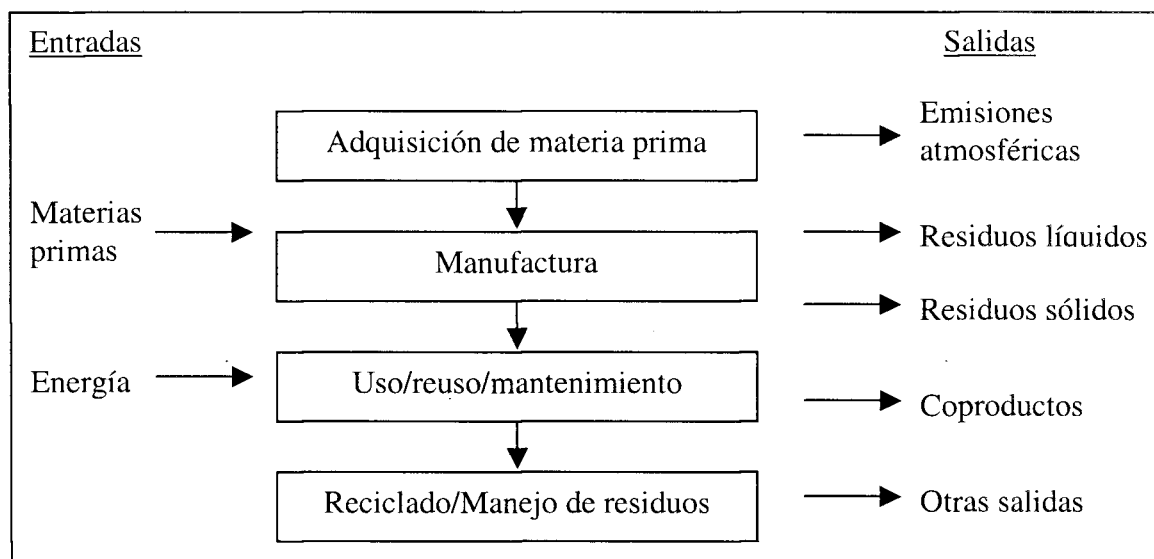 Entradas
Salidas
Adquisición de materia prima
Emisiones
atmosféricas
Materias
primas
Manufactura
Residuos líquidos
Residuos sólidos
Energía
Uso/reuso/mantenimiento
Coproductos
Reciclado/Manejo de residuos
Otras salidas